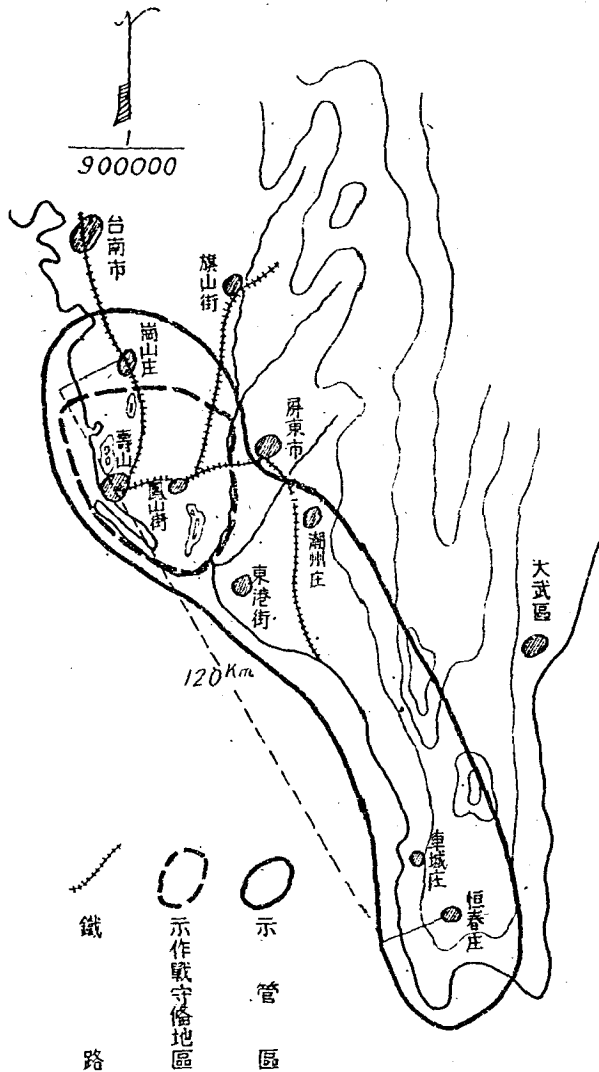 1
900000
台南市
旗山街
崗山庄
屏東市
壽山
鳳山街
潮州庄
東港街
大武區
120Km
車城庄
恒春庄
示管區
示作戰守備地區
鐵路